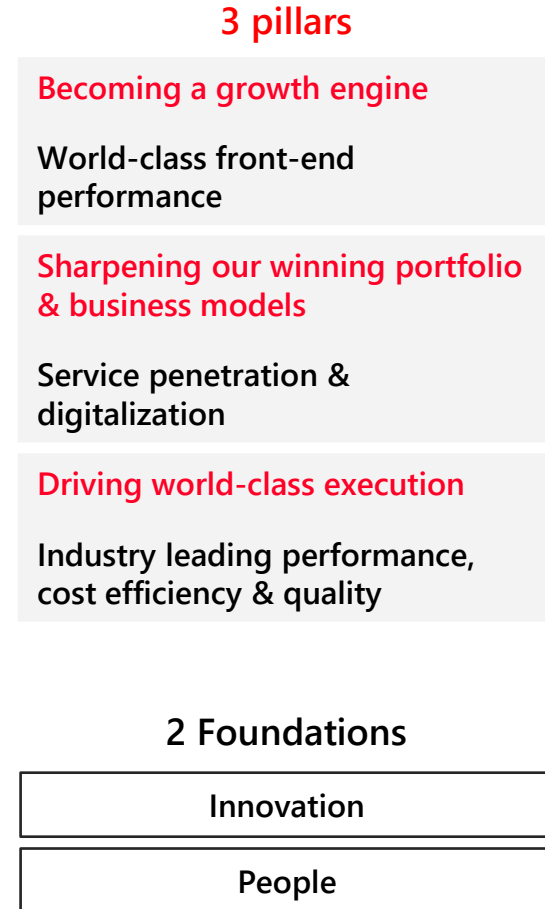 3 pillars
Becoming a growth engine
World-class front-end
performance
Sharpening our winning portfolio
& business models
Service penetration &
digitalization
Driving world-class execution
Industry leading performance,
cost efficiency & quality
2 Foundations
Innovation
People